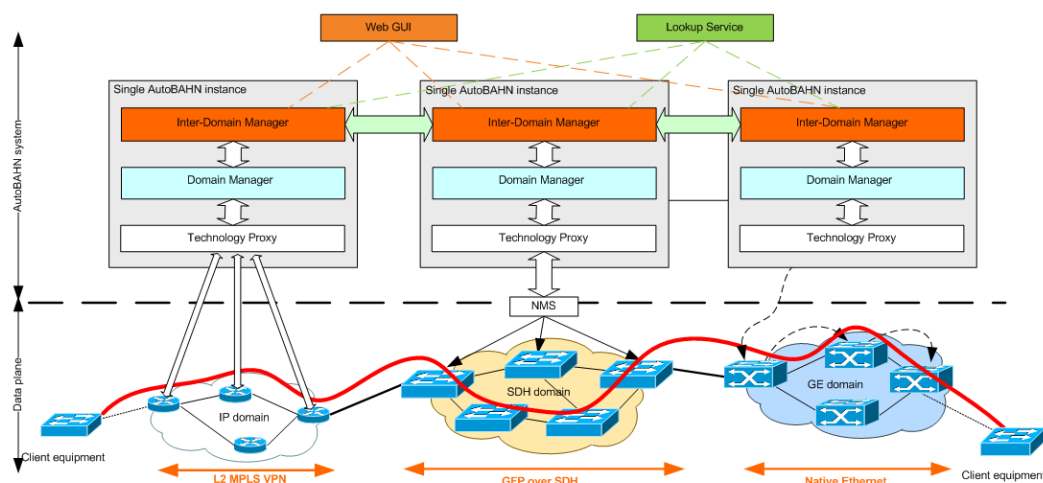 Web GUI
Lookup Service
Single AutoBAHN instance
Single AutoBAHN instance
Single AutoBAHN instance
Inter-Domain Manager
Inter-Domain Manager
Inter-Domain Manager
Domain Manager
Domain Manager
Domain Manager
Technology Proxy
Technology Proxy
Technology Proxy
AutoBAHN system
NMS
Data plane
IP domain
SDH domain
GE domain
Client equipment
Client equipment
L2 MPLS VPN
GFP over SDH
Native Ethernet